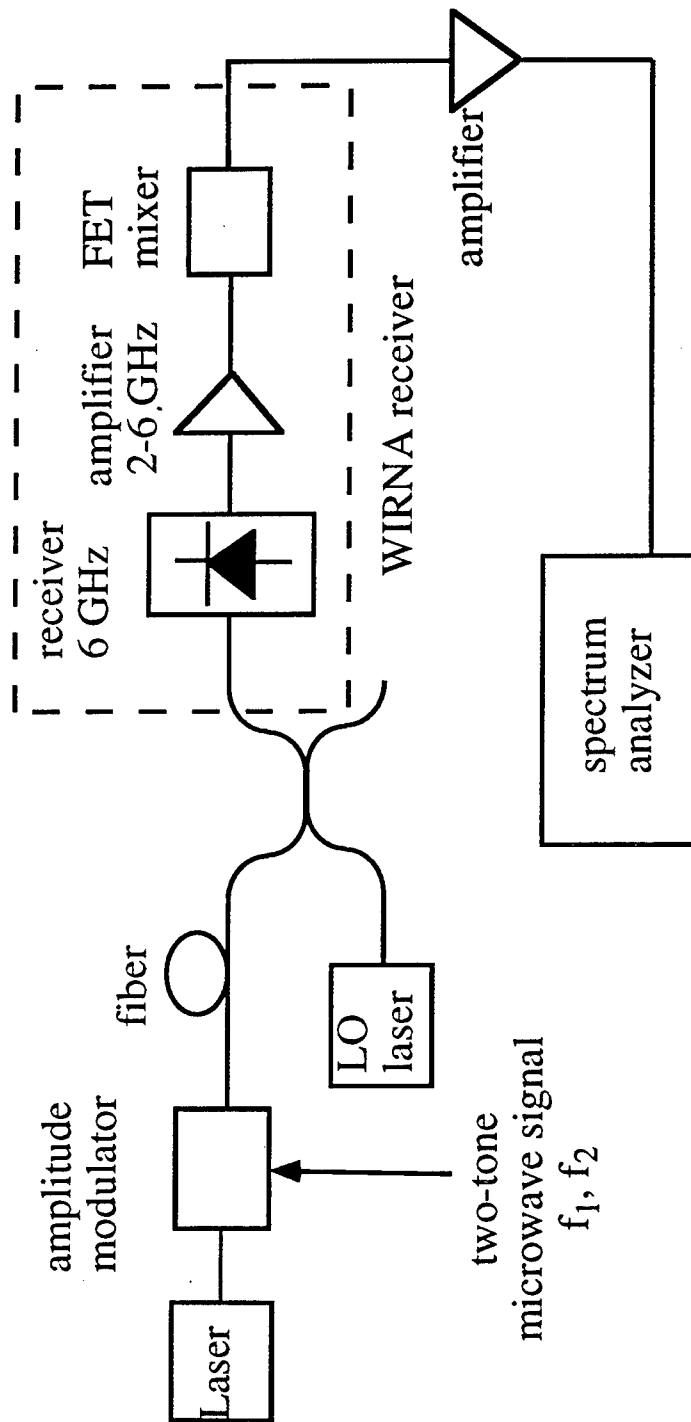 Laser
amplitude
modulator
two-tone
microwave signal
f1, f2
fiber
LO
laser
receiver
6 GHz
amplifier
2-6 GHz
FET
mixer
WIRNA receiver
amplifier
spectrum
analyzer